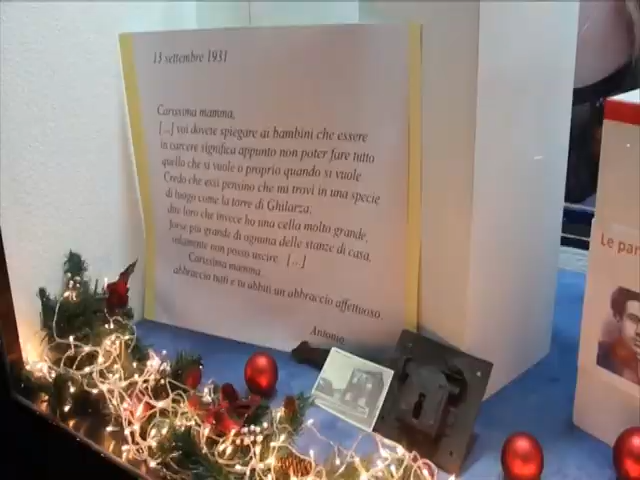 13 settembre 1931
Carissima mamma,
[...] voi dovete spiegare ai bambini che essere
in carcere significa appunto non poter fare tutto
quello che si vuole o proprio quando si vuole
Credo che essi pensino che mi trovi in una specie
di luogo come la torre di Ghilarza,
dite loro che invece ho una cella molto grande,
forse più grande di ognuna delle stanze di casa,
solamente non posso uscire [...]
Carissima mamma
abbraccia tutti e tu abbiti un abbraccio affettuoso.
Antonio
Le par